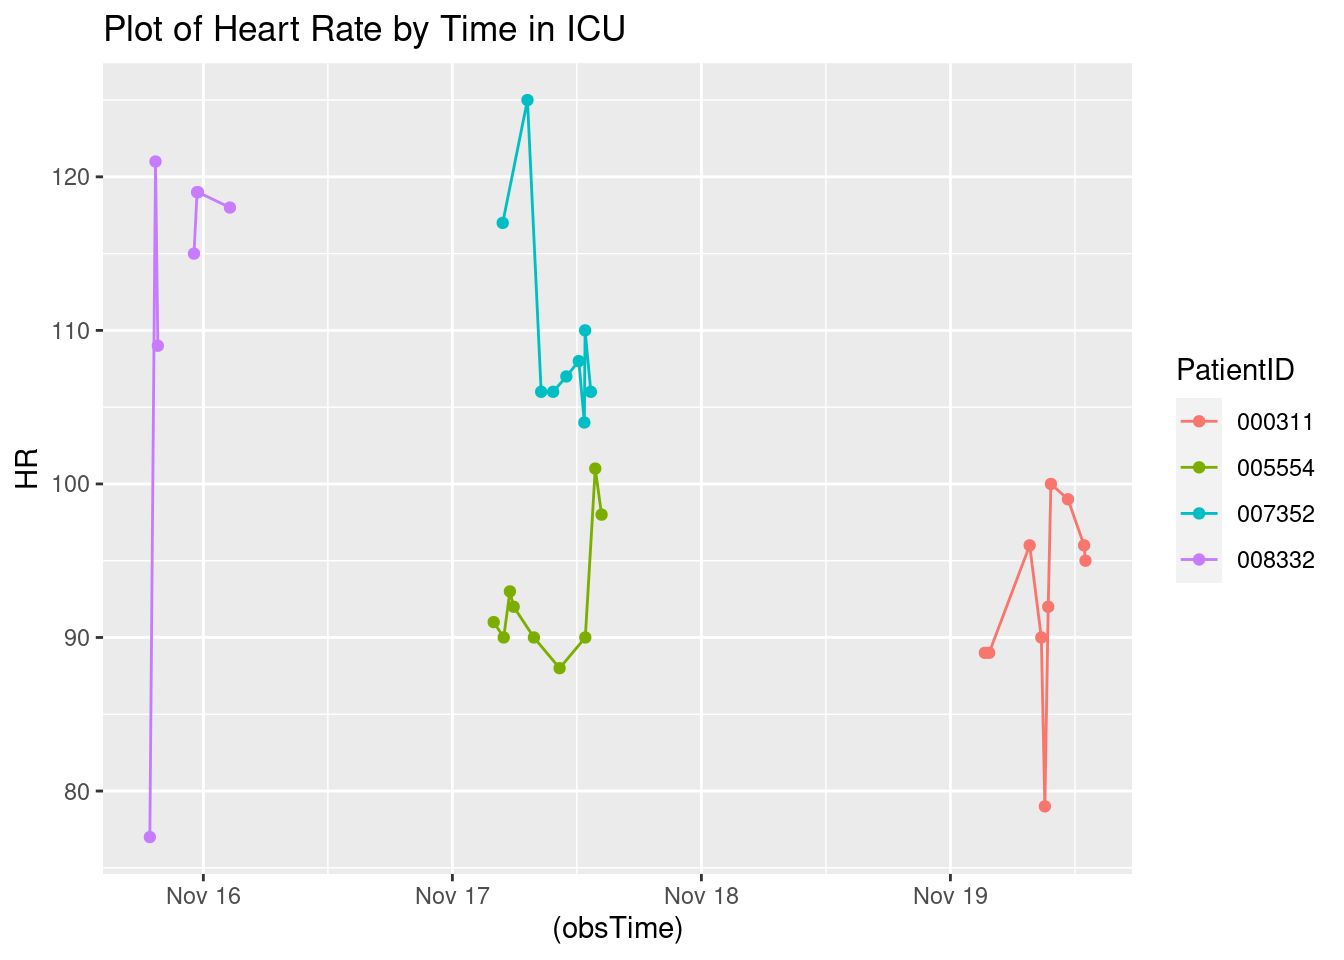 Plot of Heart Rate by Time in ICU
HR
120
110
100
90
80
Nov 16
Nov 17
Nov 18
Nov 19
(obsTime)
PatientID
000311
005554
007352
008332